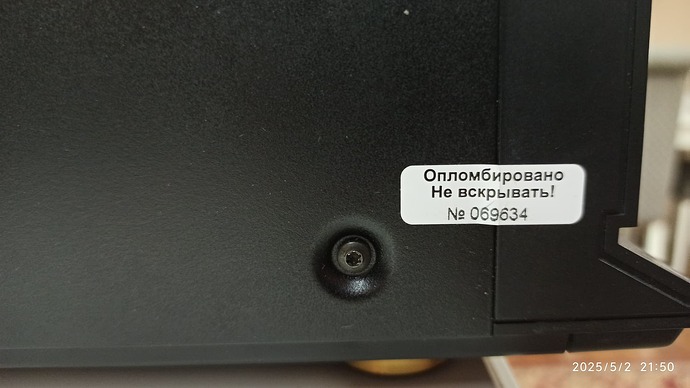 Опломбировано
Не вскрывать!
№ 069634
2025/5/2 21:50